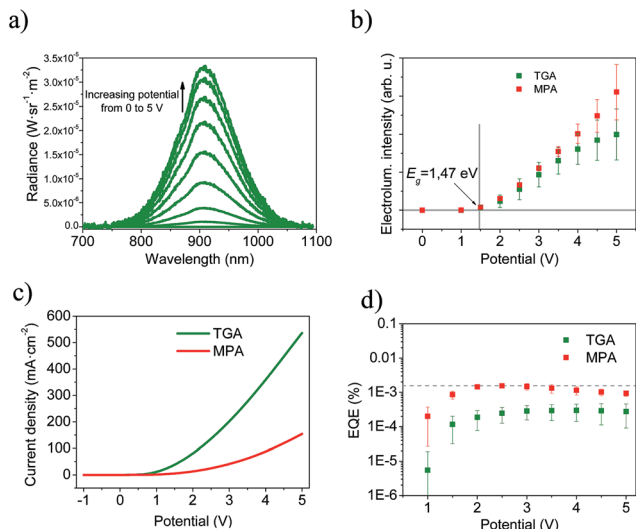 a)
3.5x10⁻⁵
3.0x10⁻⁵
2.5x10⁻⁵
2.0x10⁻⁵
1.5x10⁻⁵
1.0x10⁻⁵
5.0x10⁻⁶
0.0
Radiance (W·sr⁻¹·m⁻²)
Increasing potential
from 0 to 5 V
700 800 900 1000 1100
Wavelength (nm)
b)
Electrolum. intensity (arb. u.)
TGA
MPA
E_g=1,47 eV
0 1 2 3 4 5
Potential (V)
c)
600
500
400
300
200
100
0
Current density (mA·cm⁻²)
TGA
MPA
-1 0 1 2 3 4 5
Potential (V)
d)
0.1
0.01
1E-3
1E-4
1E-5
1E-6
EQE (%)
TGA
MPA
1 2 3 4 5
Potential (V)